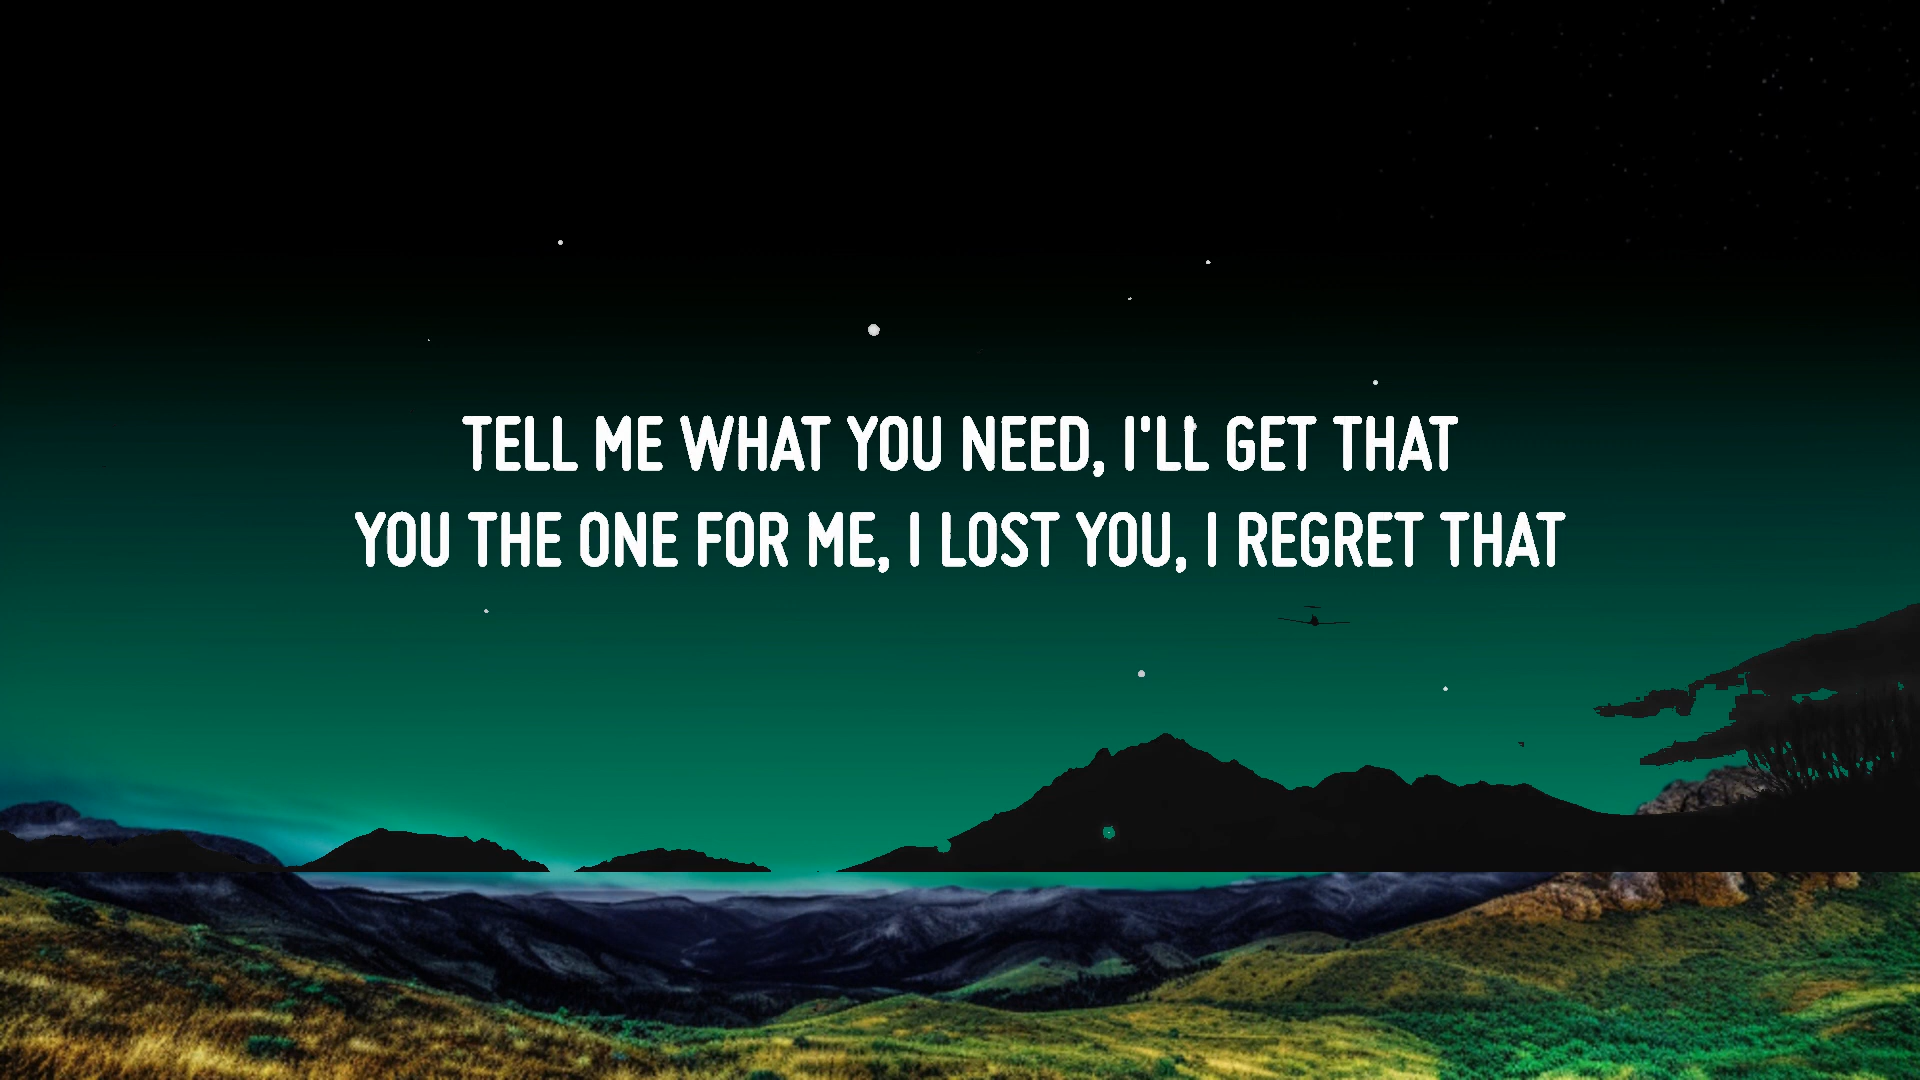 TELL ME WHAT YOU NEED, I'LL GET THAT
YOU THE ONE FOR ME, I LOST YOU, I REGRET THAT